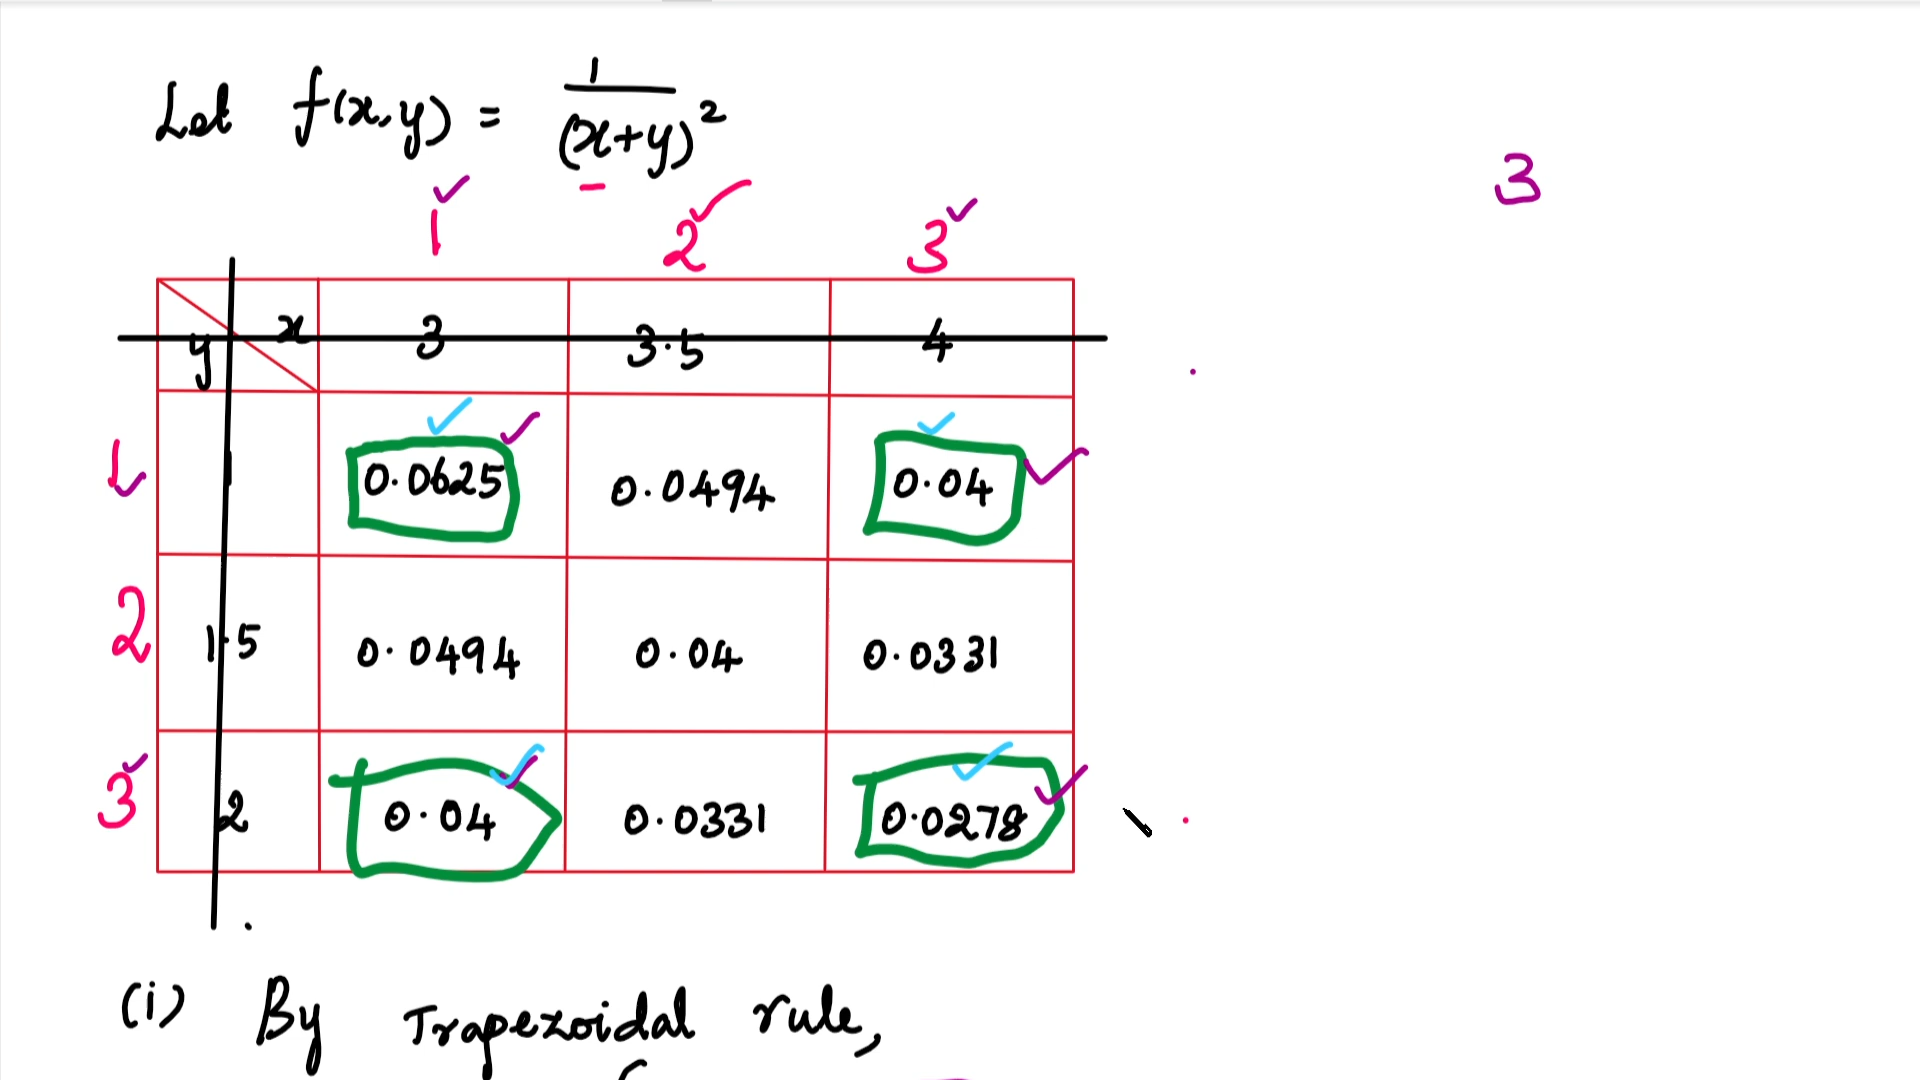 Let f(x,y) = 1/(x+y)²
3
1 2 3
y x 3 3.5 4
1 1 0.0625 0.0494 0.04
2 1.5 0.0494 0.04 0.0331
3 2 0.04 0.0331 0.0278
(i) By Trapezoidal rule,